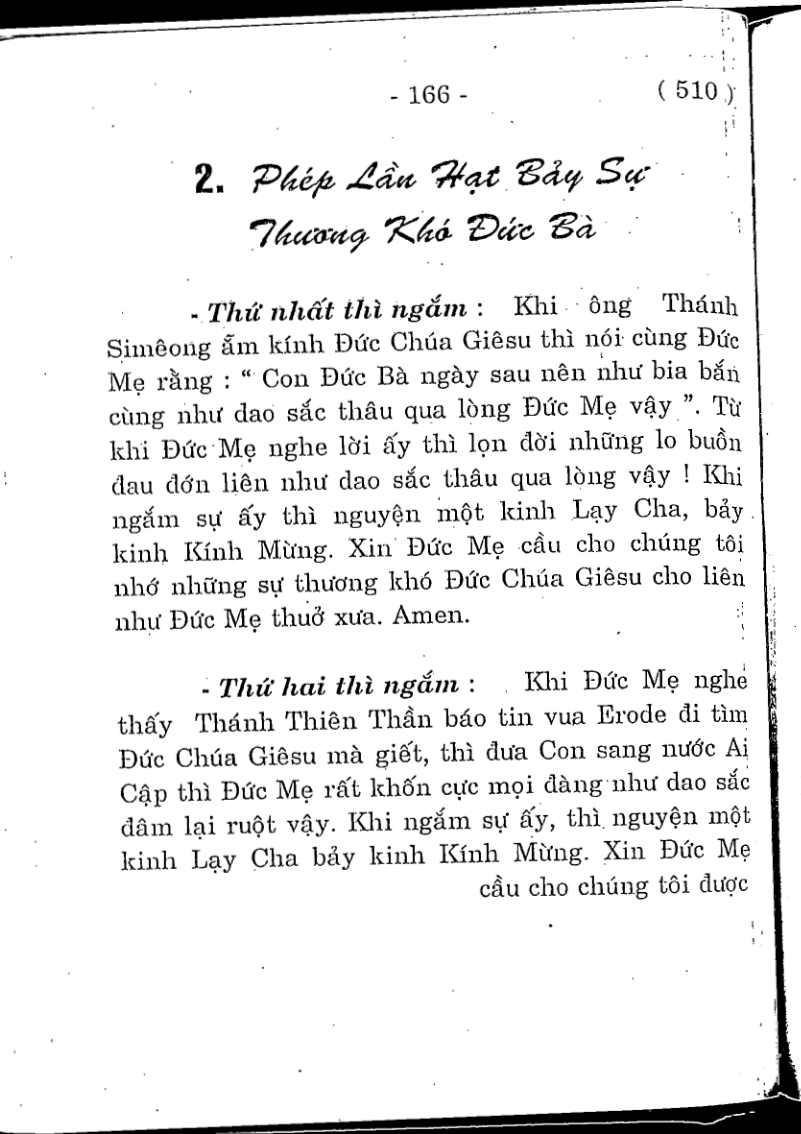 - 166 - ( 510 )
2. Phép Lần Hạt Bảy Sự
Thương Khó Đức Bà
- Thứ nhất thì ngắm : Khi ông Thánh
Simêong ẵm kính Đức Chúa Giêsu thì nói cùng Đức
Mẹ rằng : “ Con Đức Bà ngày sau nên như bia bắn
cùng như dao sắc thâu qua lòng Đức Mẹ vậy ”. Từ
khi Đức Mẹ nghe lời ấy thì lọn đời những lo buồn
đau đớn liên như dao sắc thâu qua lòng vậy ! Khi
ngắm sự ấy thì nguyện một kinh Lạy Cha, bảy
kinh Kính Mừng. Xin Đức Mẹ cầu cho chúng tôi
nhớ những sự thương khó Đức Chúa Giêsu cho liên
như Đức Mẹ thuở xưa. Amen.
- Thứ hai thì ngắm : Khi Đức Mẹ nghe
thấy Thánh Thiên Thần báo tin vua Erode đi tìm
Đức Chúa Giêsu mà giết, thì đưa Con sang nước Ai
Cập thì Đức Mẹ rất khốn cực mọi đàng như dao sắc
đâm lại ruột vậy. Khi ngắm sự ấy, thì nguyện một
kinh Lạy Cha bảy kinh Kính Mừng. Xin Đức Mẹ
cầu cho chúng tôi được